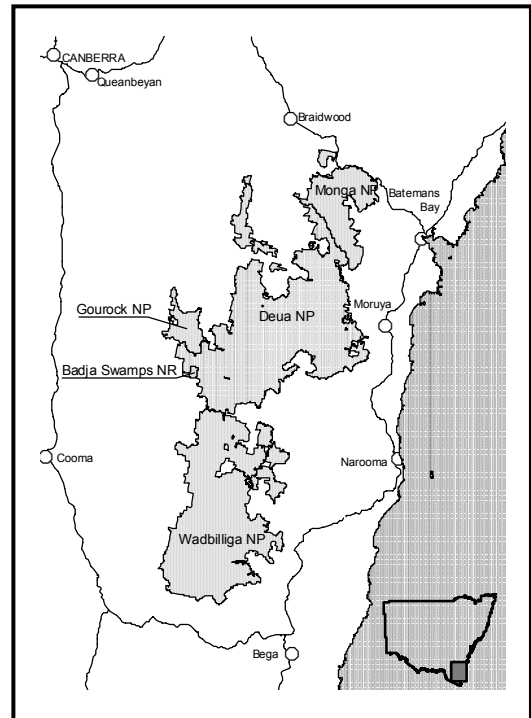 CANBERRA
Queanbeyan
Braidwood
Monga NP
Batemans
Bay
Gourock NP
Deua NP
Moruya
Badja Swamps NR
Cooma
Narooma
Wadbilliga NP
Bega